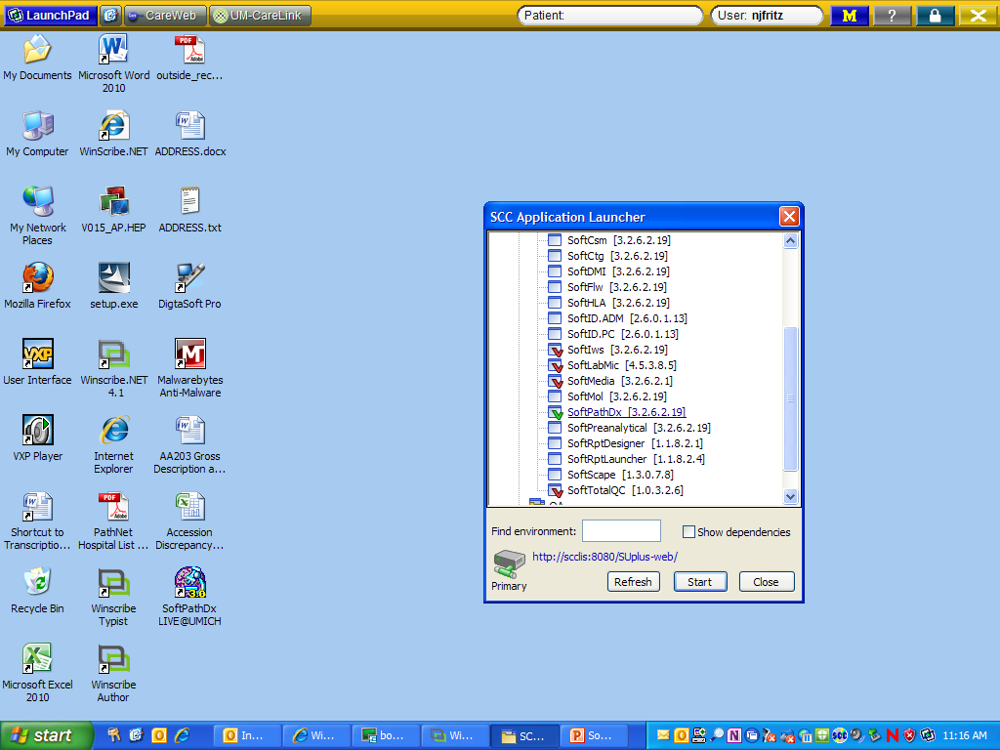 LaunchPad CareWeb UM-CareLink Patient: User: njfritz M ?
My Documents
Microsoft Word
2010
outside_rec...
My Computer
WinScribe.NET
ADDRESS.docx
My Network
Places
V015_AP.HEP
ADDRESS.txt
Mozilla Firefox
setup.exe
DigtaSoft Pro
User Interface
Winscribe.NET
4.1
Malwarebytes
Anti-Malware
VXP Player
Internet
Explorer
AA203 Gross
Description a...
Shortcut to
Transcriptio...
PathNet
Hospital List ...
Accession
Discrepancy...
Recycle Bin
Winscribe
Typist
SoftPathDx
LIVE@UMICH
Microsoft Excel
2010
Winscribe
Author
SCC Application Launcher
SoftCsm [3.2.6.2.19]
SoftCtg [3.2.6.2.19]
SoftDMI [3.2.6.2.19]
SoftFlw [3.2.6.2.19]
SoftHLA [3.2.6.2.19]
SoftID.ADM [2.6.0.1.13]
SoftID.PC [2.6.0.1.13]
SoftIws [3.2.6.2.19]
SoftLabMic [4.5.3.8.5]
SoftMedia [3.2.6.2.1]
SoftMol [3.2.6.2.19]
SoftPathDx [3.2.6.2.19]
SoftPreanalytical [3.2.6.2.19]
SoftRptDesigner [1.1.8.2.1]
SoftRptLauncher [1.1.8.2.4]
SoftScape [1.3.0.7.8]
SoftTotalQC [1.0.3.2.6]
Find environment: Show dependencies
http://scclis:8080/SUplus-web/
Primary
Refresh Start Close
start In... Wi... bo... Wi... SC... So... 11:16 AM